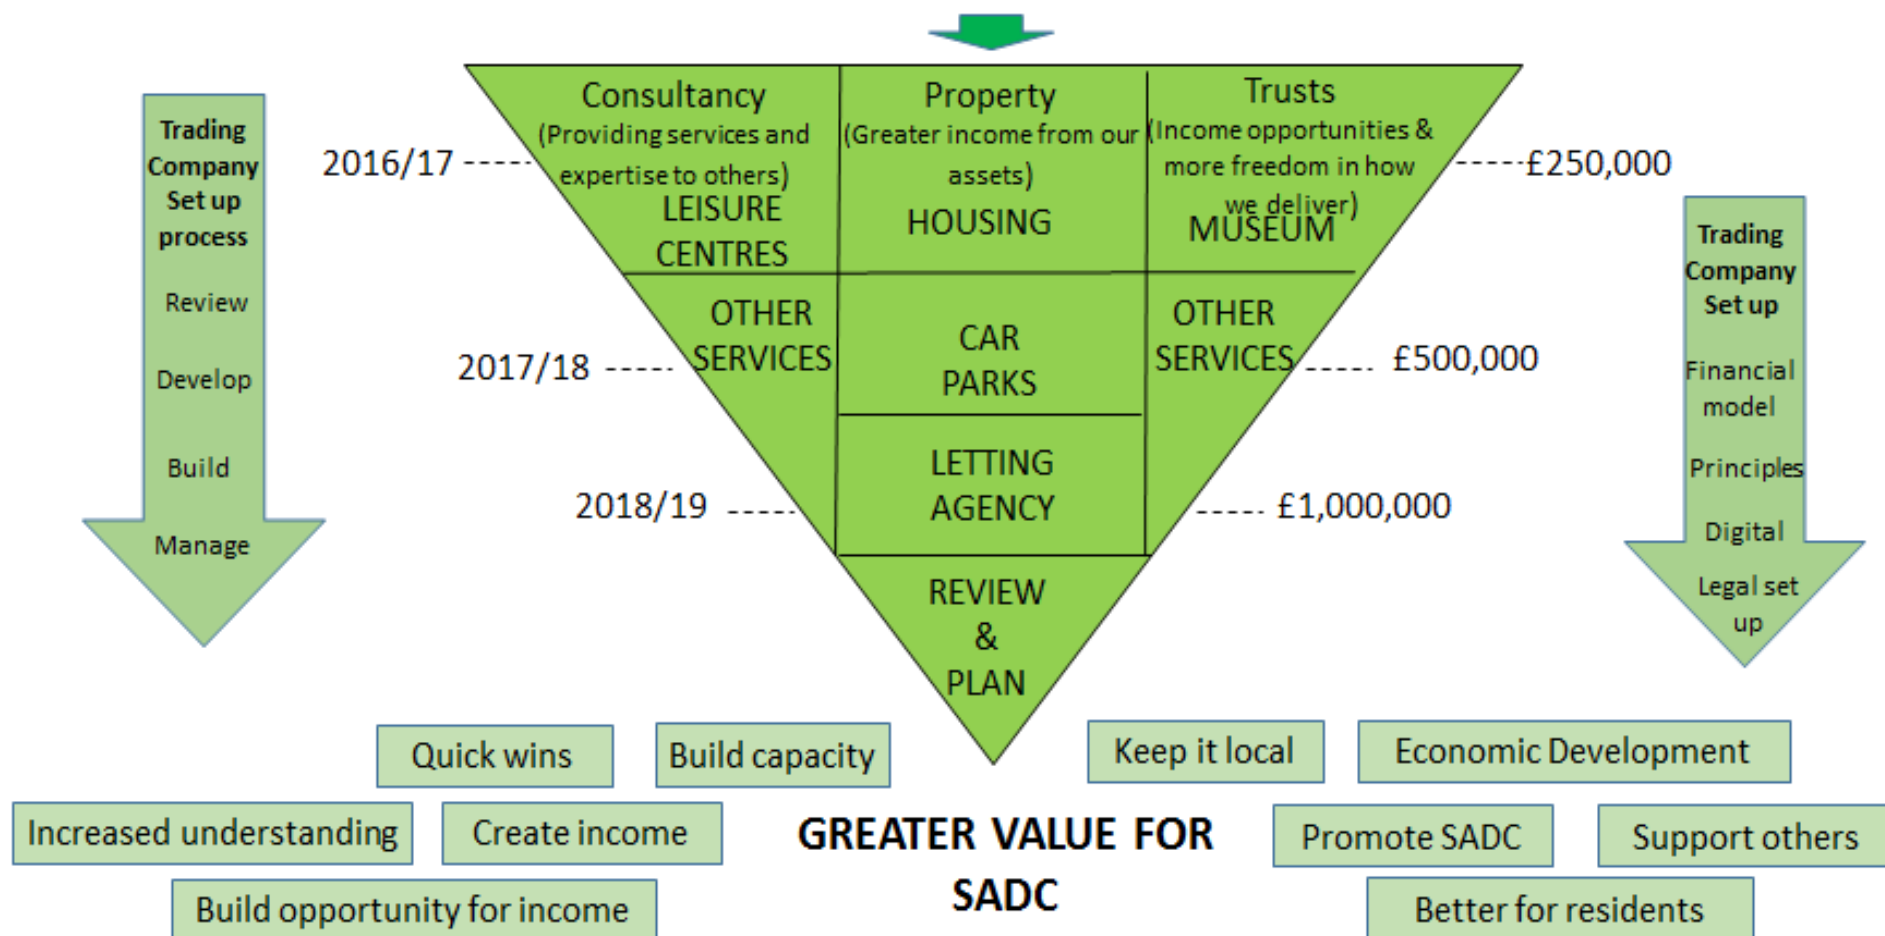 Trading
Company
Set up
process
Review
Develop
Build
Manage
2016/17
2017/18
2018/19
Consultancy
(Providing services and
expertise to others)
LEISURE
CENTRES
OTHER
SERVICES
Property
(Greater income from our
assets)
HOUSING
CAR
PARKS
LETTING
AGENCY
REVIEW
&
PLAN
Trusts
(Income opportunities &
more freedom in how
we deliver)
MUSEUM
OTHER
SERVICES
£250,000
£500,000
£1,000,000
Trading
Company
Set up
Financial
model
Principles
Digital
Legal set
up
Quick wins
Build capacity
Keep it local
Economic Development
Increased understanding
Create income
GREATER VALUE FOR
SADC
Promote SADC
Support others
Build opportunity for income
Better for residents